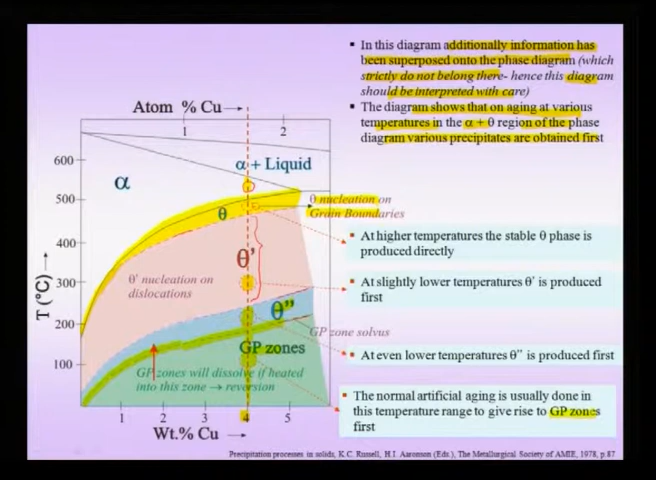 ▪ In this diagram additionally information has
been superposed onto the phase diagram (which
strictly do not belong there- hence this diagram
should be interpreted with care)
▪ The diagram shows that on aging at various
temperatures in the α + θ region of the phase
diagram various precipitates are obtained first
Atom % Cu →
1 2
600
500
400
300
200
100
T (°C) →
α
α + Liquid
θ
θ nucleation on
Grain Boundaries
θ'
θ' nucleation on
dislocations
θ"
GP zone solvus
GP zones
GP zones will dissolve if heated
into this zone → reversion
1 2 3 4 5
Wt.% Cu →
▪ At higher temperatures the stable θ phase is
produced directly
▪ At slightly lower temperatures θ' is produced
first
▪ At even lower temperatures θ'' is produced first
▪ The normal artificial aging is usually done in
this temperature range to give rise to GP zones
first
Precipitation processes in solids, K.C. Russell, H.I. Aaronson (Eds.), The Metallurgical Society of AMIE, 1978, p.87